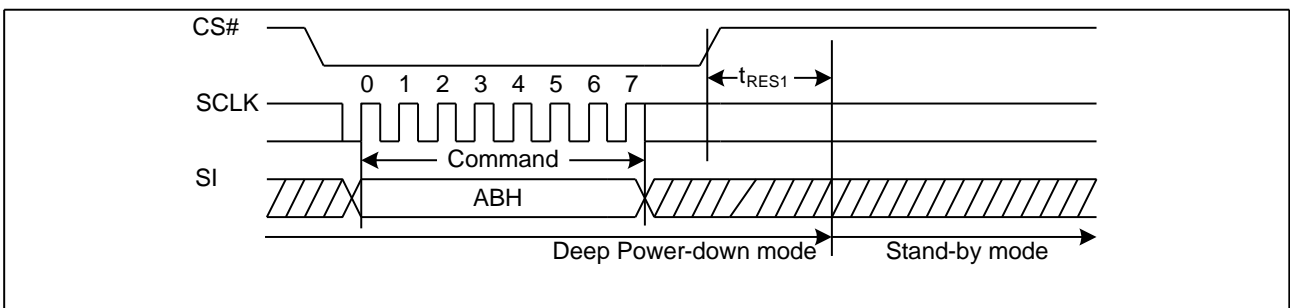 CS#
0 1 2 3 4 5 6 7
tRES1
SCLK
Command
SI
ABH
Deep Power-down mode Stand-by mode